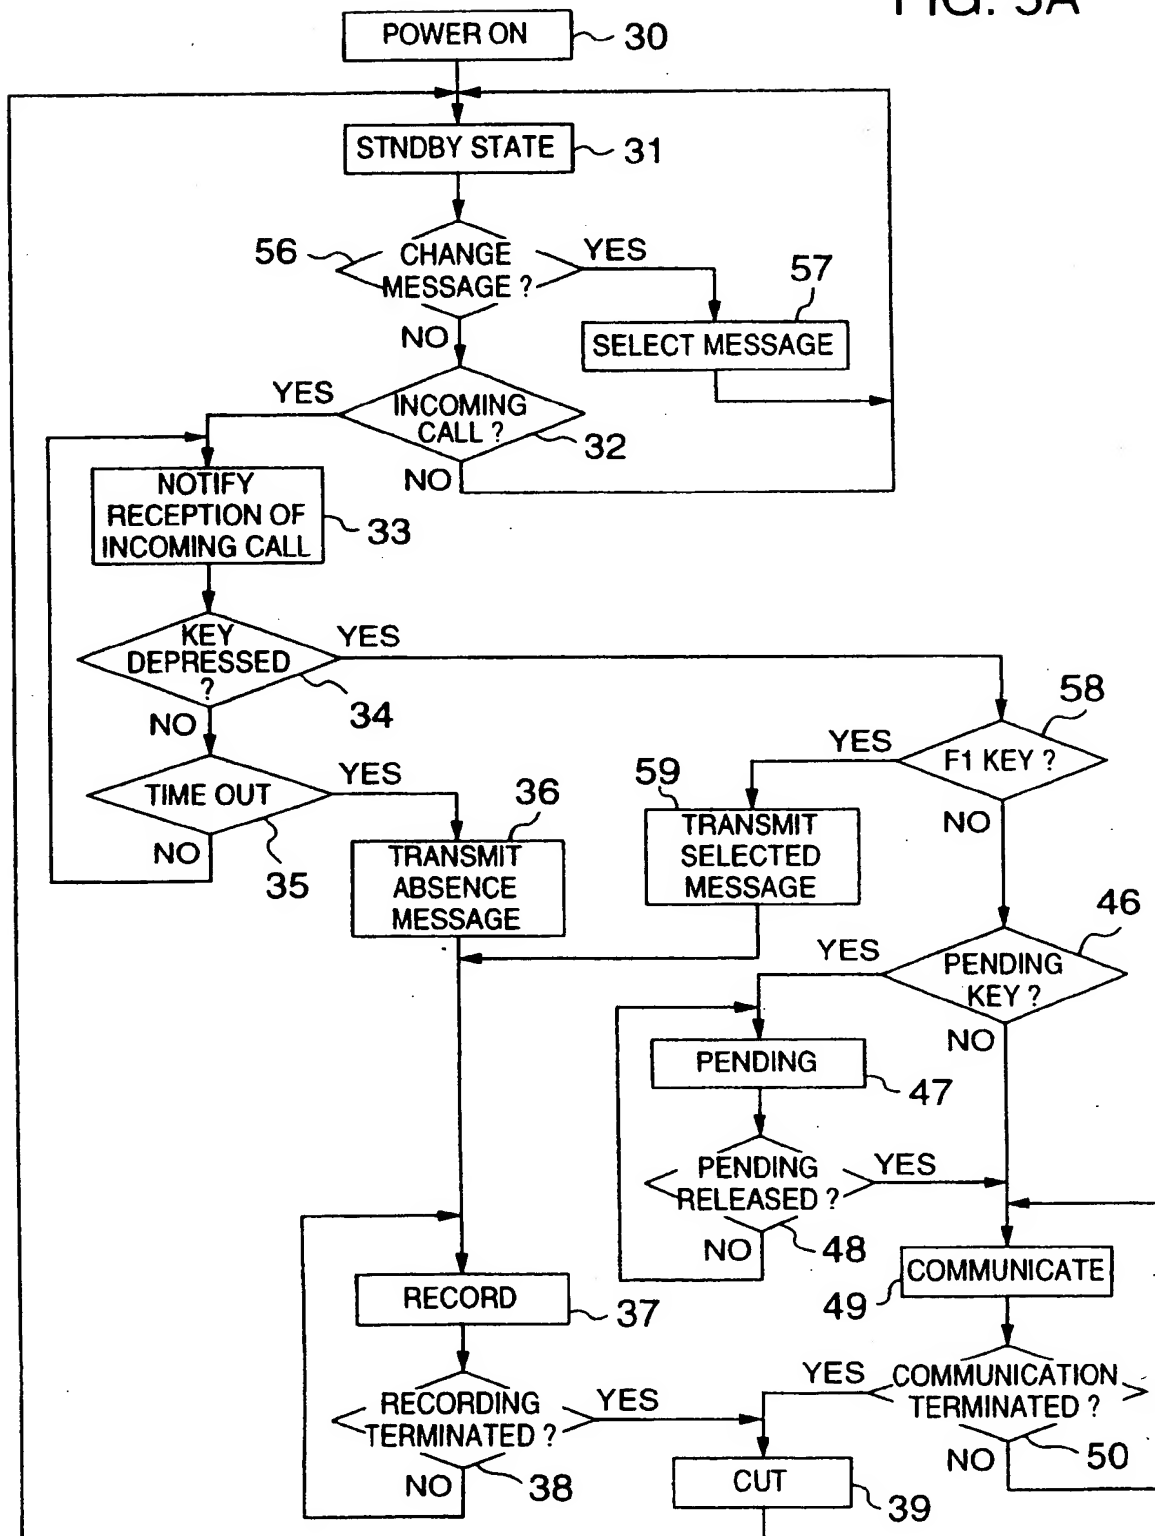 FIG. 3A
POWER ON
30
STNDBY STATE
31
56
CHANGE
MESSAGE ?
YES
NO
57
SELECT MESSAGE
YES
INCOMING
CALL ?
32
NO
NOTIFY
RECEPTION OF
INCOMING CALL
33
KEY
DEPRESSED
?
YES
34
NO
TIME OUT
YES
35
NO
36
TRANSMIT
ABSENCE
MESSAGE
58
F1 KEY ?
YES
NO
59
TRANSMIT
SELECTED
MESSAGE
46
PENDING
KEY ?
YES
NO
PENDING
47
PENDING
RELEASED ?
YES
NO
48
COMMUNICATE
49
RECORD
37
RECORDING
TERMINATED ?
YES
NO
38
COMMUNICATION
TERMINATED ?
YES
NO
50
CUT
39